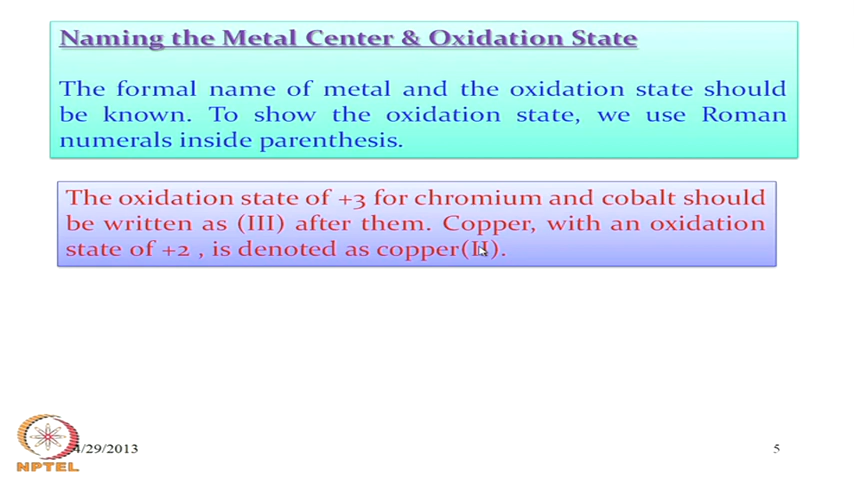 Naming the Metal Center & Oxidation State
The formal name of metal and the oxidation state should
be known. To show the oxidation state, we use Roman
numerals inside parenthesis.
The oxidation state of +3 for chromium and cobalt should
be written as (III) after them. Copper, with an oxidation
state of +2 , is denoted as copper(II).
4/29/2013
5
NPTEL